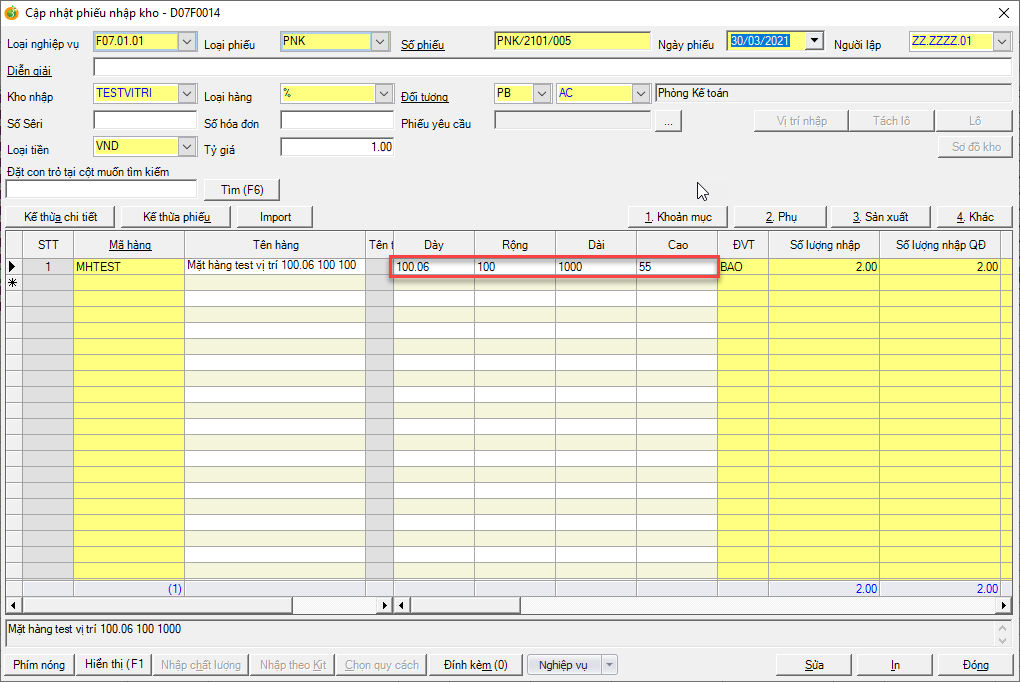 Cập nhật phiếu nhập kho - D07F0014
Loại nghiệp vụ F07.01.01 Loại phiếu PNK Số phiếu PNK/2101/005 Ngày phiếu 30/03/2021 Người lập ZZ.ZZZZ.01
Diễn giải
Kho nhập TESTVITRI Loại hàng % Đối tượng PB AC Phòng Kế toán
Số Sêri Số hóa đơn Phiếu yêu cầu ... Vị trí nhập Tách lô Lô
Loại tiền VND Tỷ giá 1.00 Sơ đồ kho
Đặt con trỏ tại cột muốn tìm kiếm
Tìm (F6)
Kế thừa chi tiết Kế thừa phiếu Import 1. Khoản mục 2. Phụ 3. Sản xuất 4. Khác
STT Mã hàng Tên hàng Tên t Dày Rộng Dài Cao ĐVT Số lượng nhập Số lượng nhập QĐ
1 MHTEST Mặt hàng test vị trí 100.06 100 100 100.06 100 1000 55 BAO 2.00 2.00
(1) 2.00 2.00
Mặt hàng test vị trí 100.06 100 1000
Phím nóng Hiển thị (F1 Nhập chất lượng Nhập theo Kit Chọn quy cách Đính kèm (0) Nghiệp vụ Sửa In Đóng